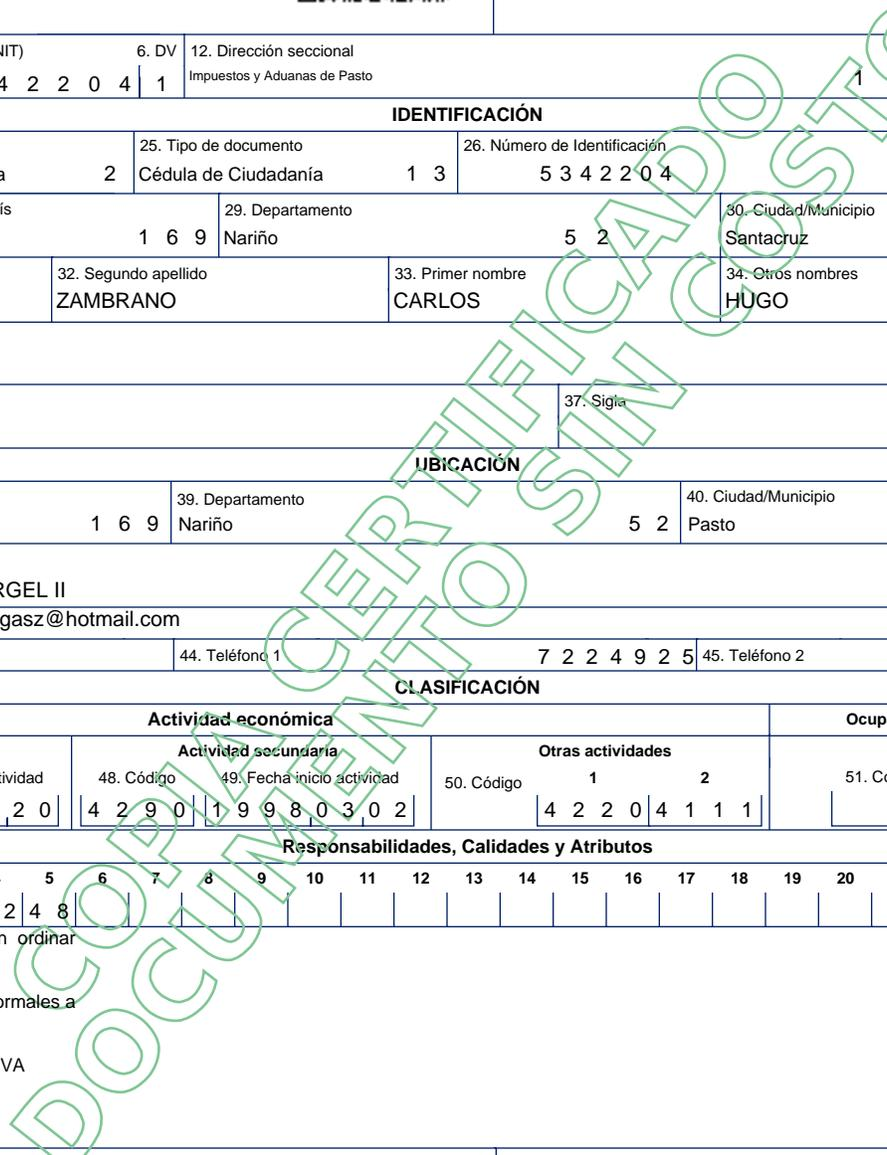 NIT)
6. DV
12. Dirección seccional
4 2 2 0 4 1
Impuestos y Aduanas de Pasto
1
IDENTIFICACIÓN
25. Tipo de documento
26. Número de Identificación
a 2
Cédula de Ciudadanía 1 3
5 3 4 2 2 0 4
ís
29. Departamento
30. Ciudad/Municipio
1 6 9
Nariño 5 2
Santacruz
32. Segundo apellido
33. Primer nombre
34. Otros nombres
ZAMBRANO
CARLOS
HUGO
37. Sigla
UBICACIÓN
39. Departamento
40. Ciudad/Municipio
1 6 9
Nariño 5 2
Pasto
RGEL II
gasz@hotmail.com
44. Teléfono 1
7 2 2 4 9 2 5
45. Teléfono 2
CLASIFICACIÓN
Actividad económica
Ocup
Actividad secundaria
Otras actividades
tividad
48. Código
49. Fecha inicio actividad
50. Código
1
2
51. Có
2 0
4 2 9 0
1 9 9 8 0 3 0 2
4 2 2 0
4 1 1 1
Responsabilidades, Calidades y Atributos
5 6 7 8 9 10 11 12 13 14 15 16 17 18 19 20
2 4 8
n ordinar
ormales a
VA
COPIA CERTIFICADO
DOCUMENTO SIN COSTO